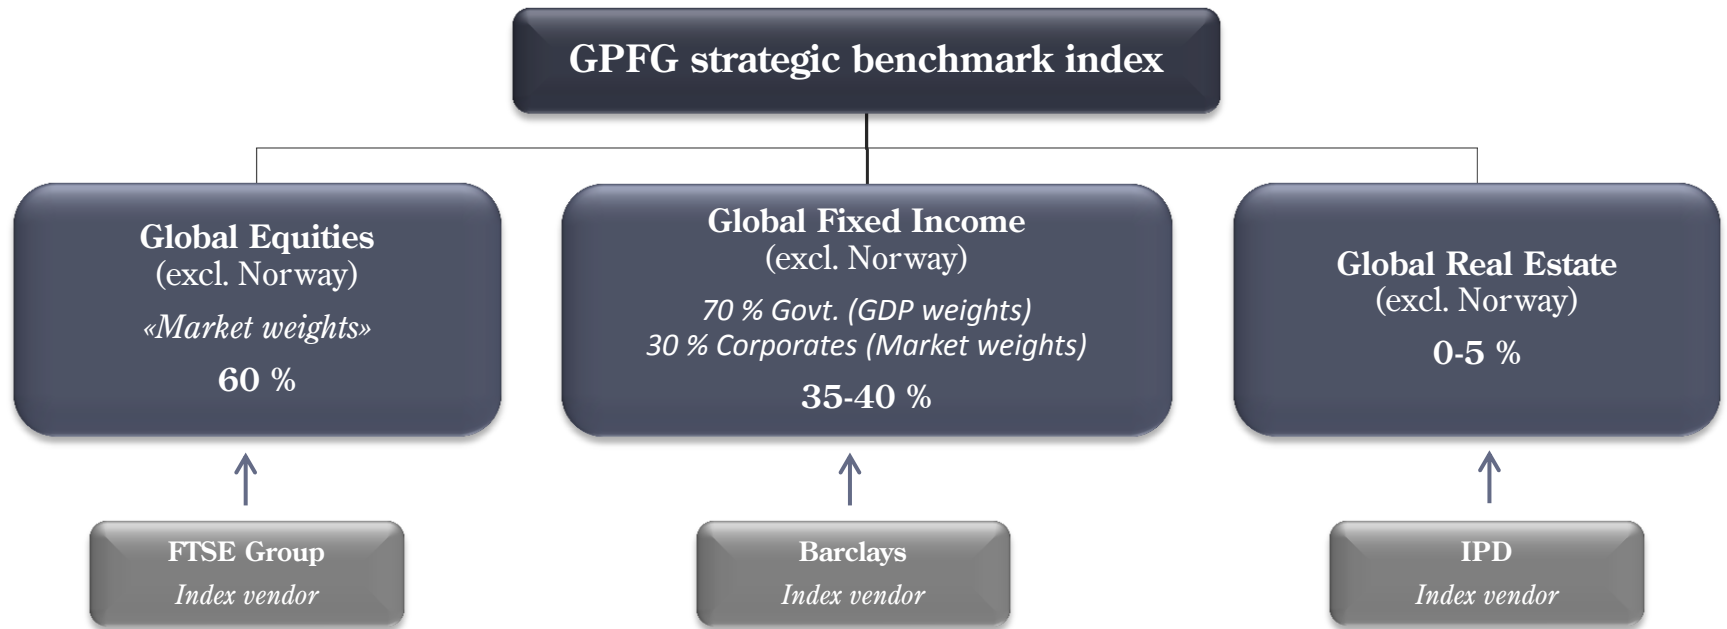 GPFG strategic benchmark index
Global Equities
(excl. Norway)
«Market weights»
60 %
Global Fixed Income
(excl. Norway)
70 % Govt. (GDP weights)
30 % Corporates (Market weights)
35-40 %
Global Real Estate
(excl. Norway)
0-5 %
FTSE Group
Index vendor
Barclays
Index vendor
IPD
Index vendor